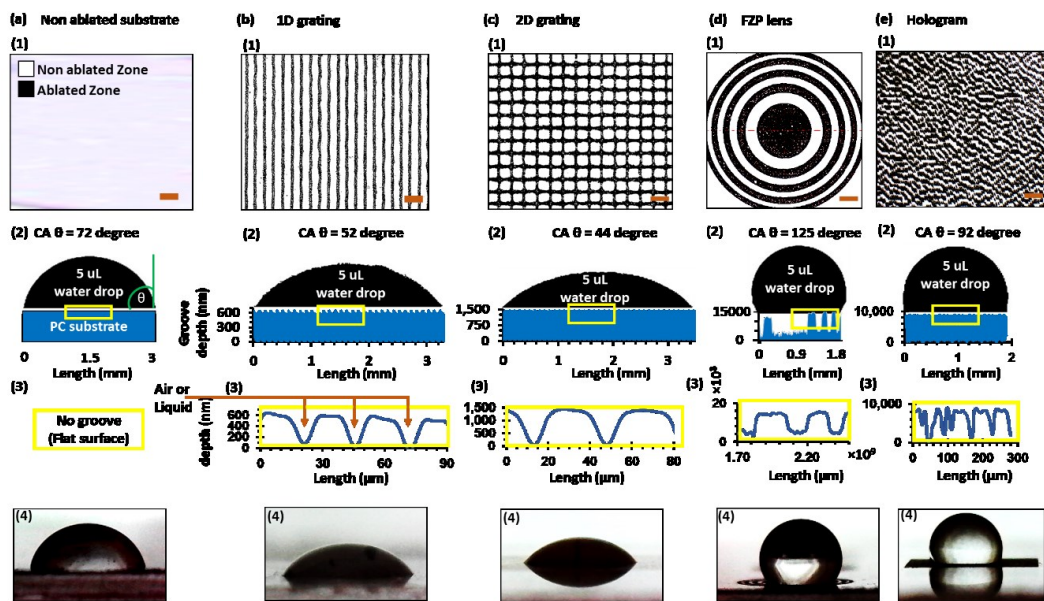 (a) Non ablated substrate
(b) 1D grating
(c) 2D grating
(d) FZP lens
(e) Hologram
(1)
Non ablated Zone
Ablated Zone
(1)
(1)
(1)
(1)
(2) CA θ = 72 degree
5 uL
water drop
θ
PC substrate
0 1.5 3
Length (mm)
(2) CA θ = 52 degree
5 uL
water drop
Groove
depth (nm)
600
300
0
0 1 2 3
Length (mm)
(2) CA θ = 44 degree
5 uL
water drop
1,500
750
0
0 1 2 3
Length (mm)
(2) CA θ = 125 degree
5 uL
water drop
15000
0
0 0.9 1.8
Length (mm)
(2) CA θ = 92 degree
5 uL
water drop
10,000
0
0 2
Length (mm)
(3)
No groove
(Flat surface)
Air or
Liquid
(3)
depth (nm)
600
400
200
0
0 30 60 90
Length (µm)
(3)
1,500
1,000
500
0
0 20 40 60 80
Length (µm)
(3)
×10³
20
0
1.70 2.20
×10⁹
Length (µm)
(3)
10,000
0
0 100 200 300
Length (µm)
(4)
(4)
(4)
(4)
(4)